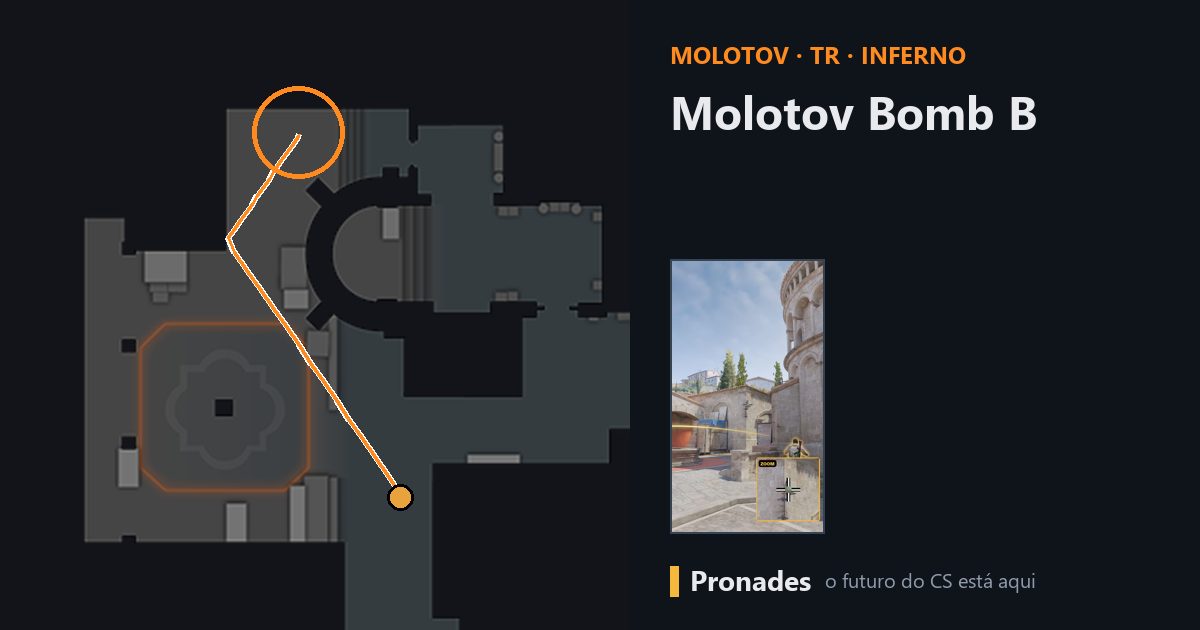 MOLOTOV · TR · INFERNO
Molotov Bomb B
ZOOM
Pronades o futuro do CS está aqui